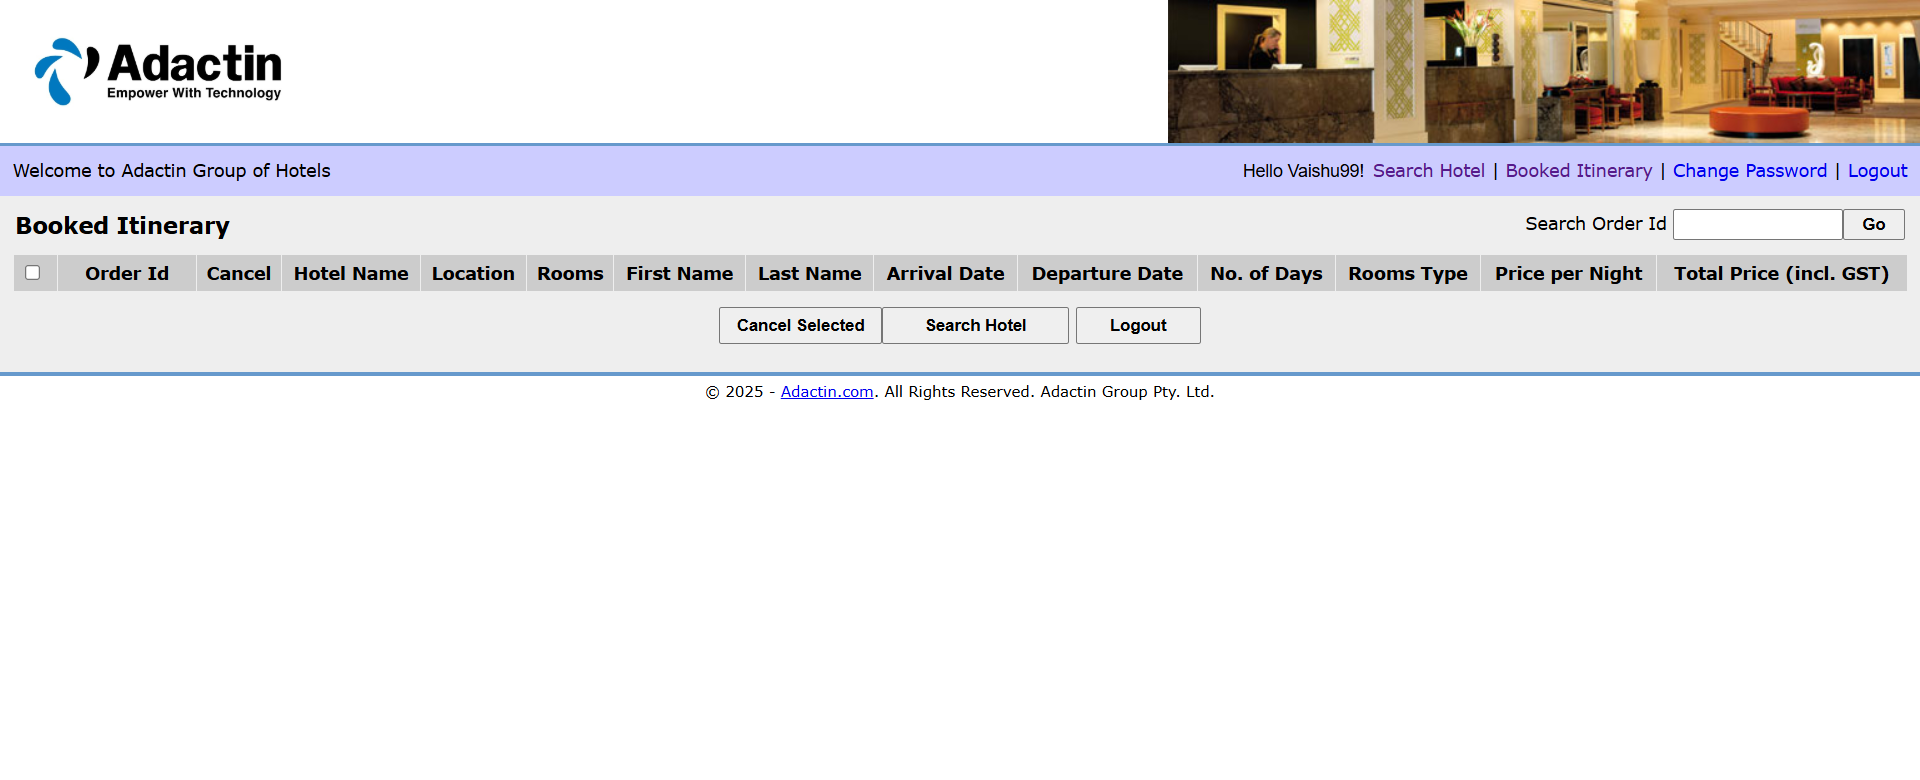 Adactin
Empower With Technology
Welcome to Adactin Group of Hotels
Hello Vaishu99! Search Hotel | Booked Itinerary | Change Password | Logout
Booked Itinerary
Search Order Id Go
Order Id Cancel Hotel Name Location Rooms First Name Last Name Arrival Date Departure Date No. of Days Rooms Type Price per Night Total Price (incl. GST)
Cancel Selected Search Hotel Logout
© 2025 - Adactin.com. All Rights Reserved. Adactin Group Pty. Ltd.